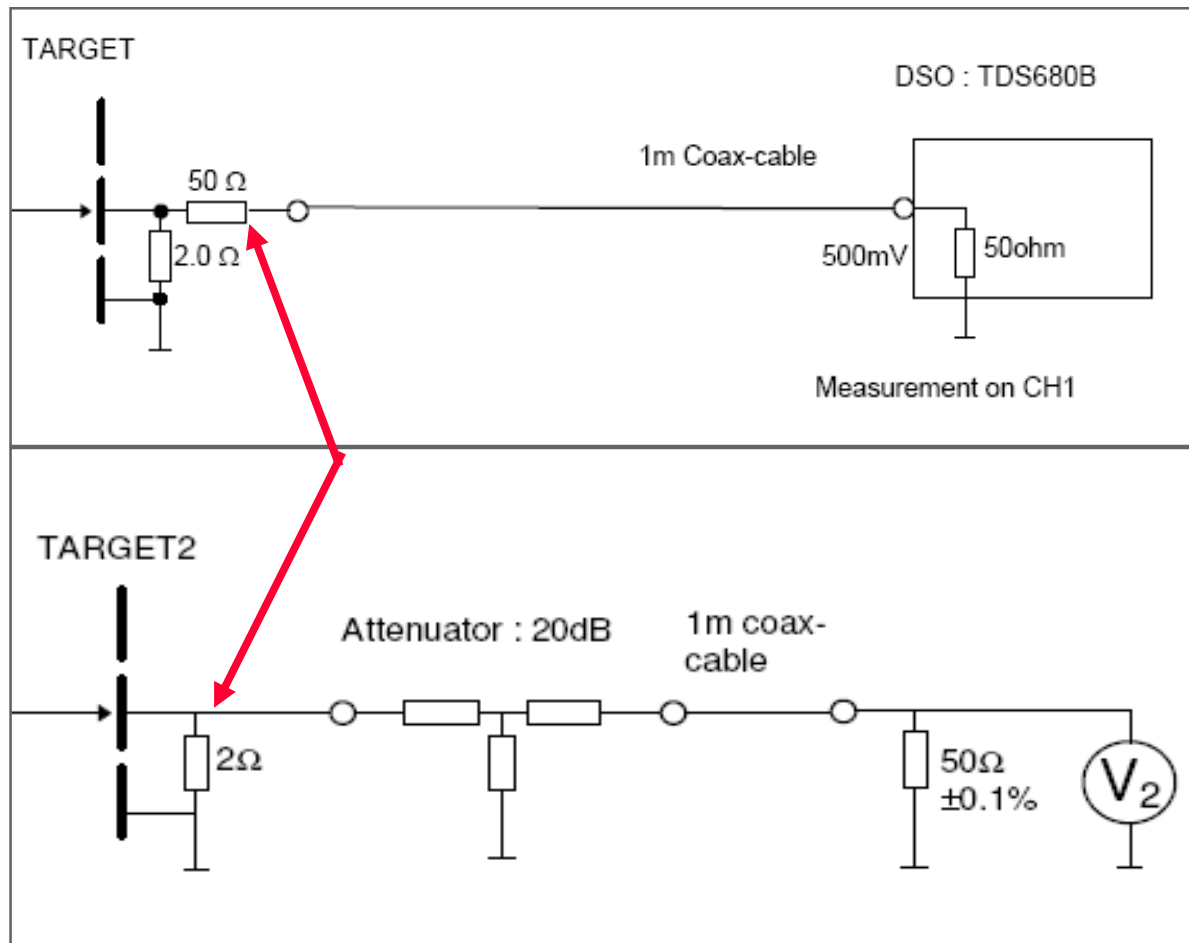 TARGET
DSO : TDS680B
1m Coax-cable
50 Ω
2.0 Ω
500mV
50ohm
Measurement on CH1
TARGET2
Attenuator : 20dB
1m coax-
cable
2Ω
50Ω
±0.1%
V2